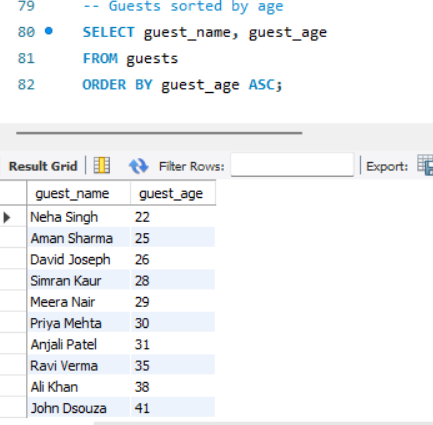 79 -- Guests sorted by age
80 SELECT guest_name, guest_age
81 FROM guests
82 ORDER BY guest_age ASC;
Result Grid Filter Rows: Export:
guest_name guest_age
Neha Singh 22
Aman Sharma 25
David Joseph 26
Simran Kaur 28
Meera Nair 29
Priya Mehta 30
Anjali Patel 31
Ravi Verma 35
Ali Khan 38
John Dsouza 41